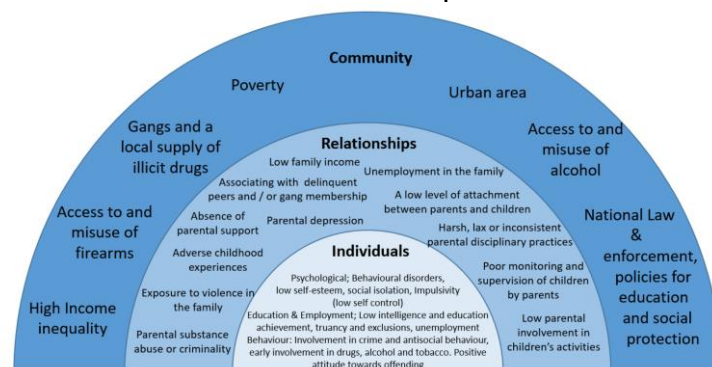 Community
Poverty
Urban area
Gangs and a
local supply of
illicit drugs
Access to and
misuse of
alcohol
Access to and
misuse of
firearms
National Law
&
enforcement,
policies for
education
and social
protection
High Income
inequality
Relationships
Low family income
Unemployment in the family
Associating with delinquent
peers and / or gang membership
A low level of attachment
between parents and children
Absence of
parental support
Parental depression
Harsh, lax or inconsistent
parental disciplinary practices
Adverse childhood
experiences
Poor monitoring and
supervision of children
by parents
Exposure to violence in
the family
Low parental
involvement in
children's activities
Parental substance
abuse or criminality
Individuals
Psychological; Behavioural disorders,
low self-esteem, social isolation, Impulsivity
(low self control)
Education & Employment; Low intelligence and education
achievement, truancy and exclusions, unemployment
Behaviour: Involvement in crime and antisocial behaviour,
early involvement in drugs, alcohol and tobacco. Positive
attitude towards offending